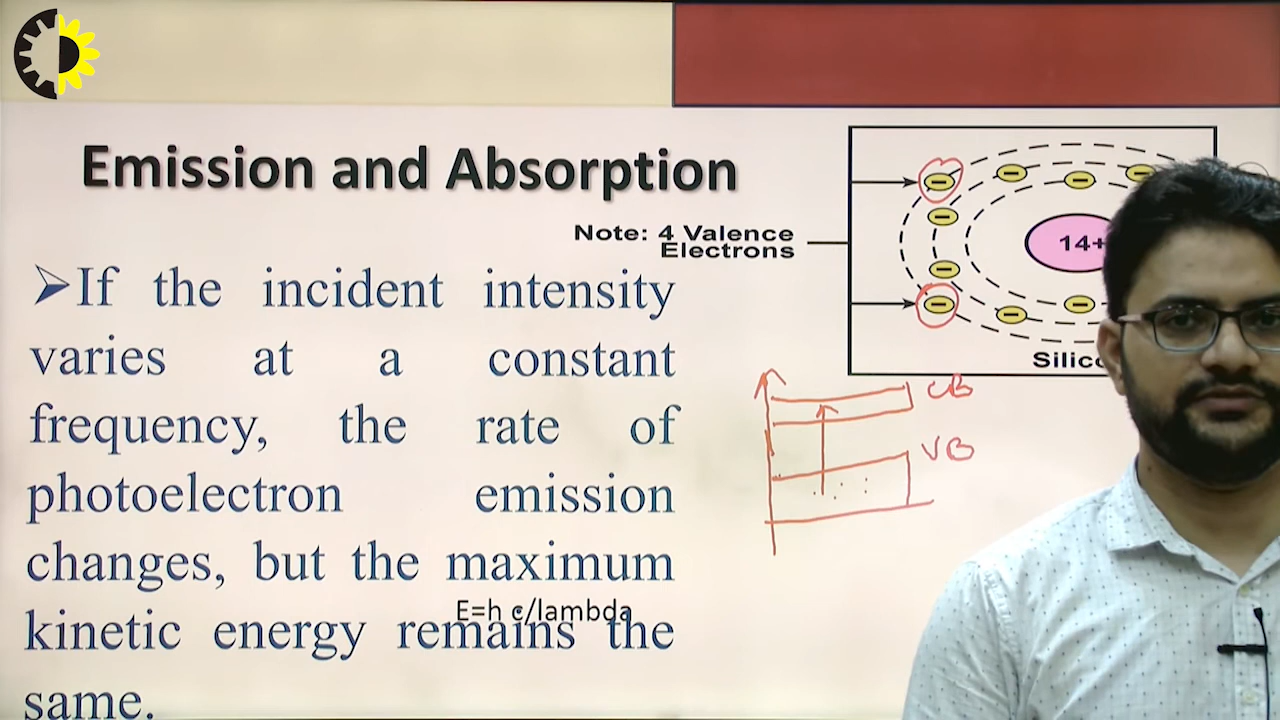 Emission and Absorption
Note: 4 Valence
Electrons
14+
➢If the incident intensity
varies at a constant
frequency, the rate of
photoelectron emission
changes, but the maximum
kinetic energy remains the
same.
E=h c/lambda
CB
VB